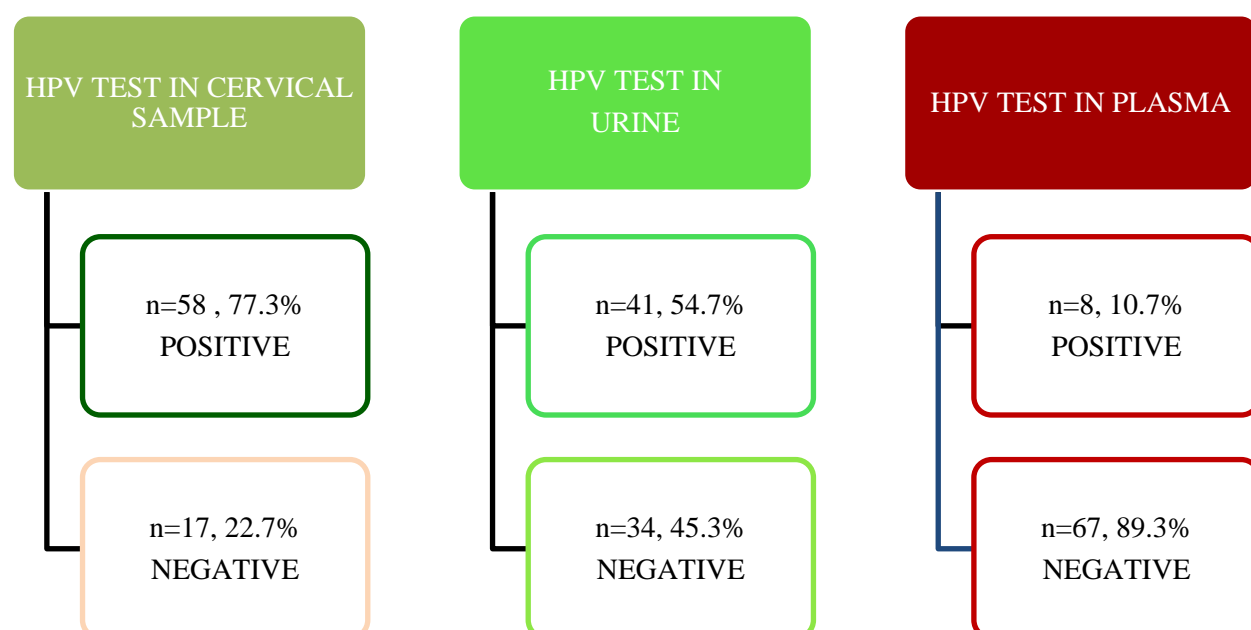 HPV TEST IN CERVICAL
SAMPLE
n=58 , 77.3%
POSITIVE
n=17, 22.7%
NEGATIVE
HPV TEST IN
URINE
n=41, 54.7%
POSITIVE
n=34, 45.3%
NEGATIVE
HPV TEST IN PLASMA
n=8, 10.7%
POSITIVE
n=67, 89.3%
NEGATIVE